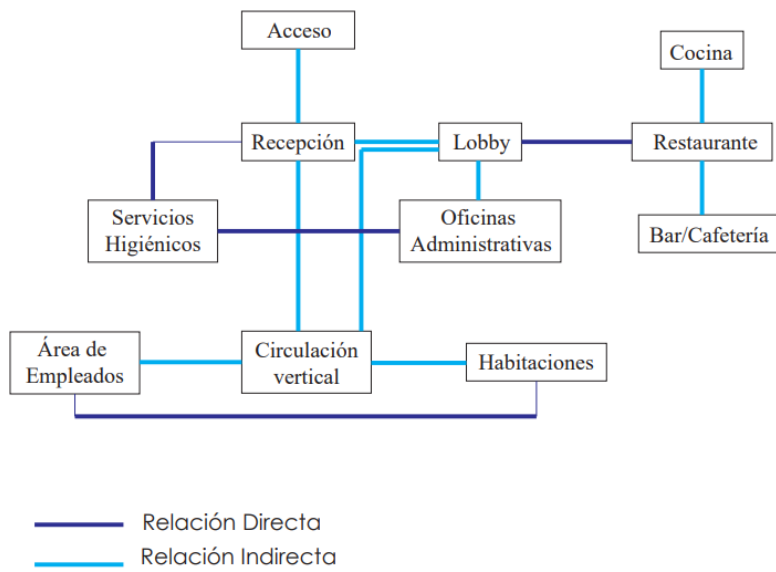 Acceso
Cocina
Recepción
Lobby
Restaurante
Servicios
Higiénicos
Oficinas
Administrativas
Bar/Cafetería
Área de
Empleados
Circulación
vertical
Habitaciones
Relación Directa
Relación Indirecta